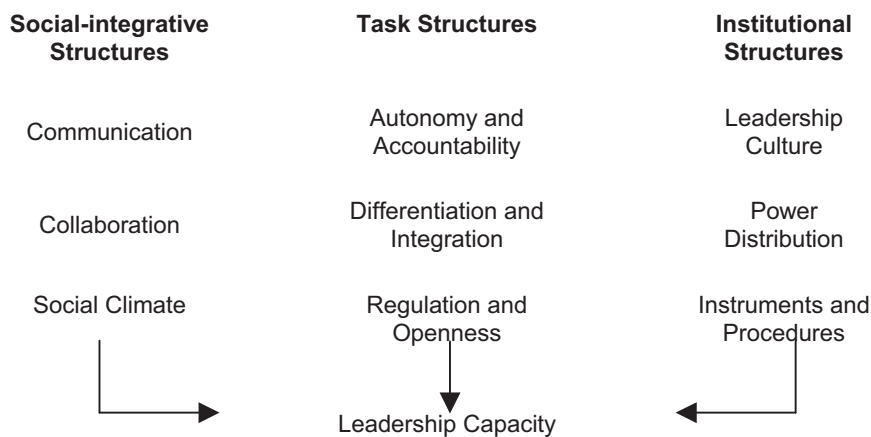 Social-integrative
Structures
Task Structures
Institutional
Structures
Communication
Autonomy and
Accountability
Leadership
Culture
Collaboration
Differentiation and
Integration
Power
Distribution
Social Climate
Regulation and
Openness
Instruments and
Procedures
Leadership Capacity